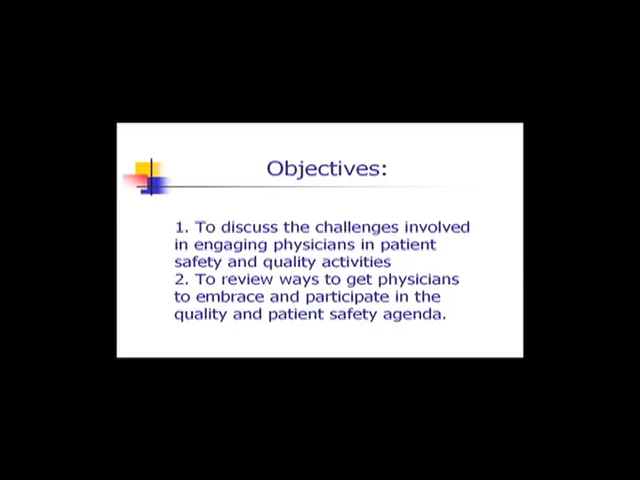 Objectives:
1. To discuss the challenges involved
in engaging physicians in patient
safety and quality activities
2. To review ways to get physicians
to embrace and participate in the
quality and patient safety agenda.